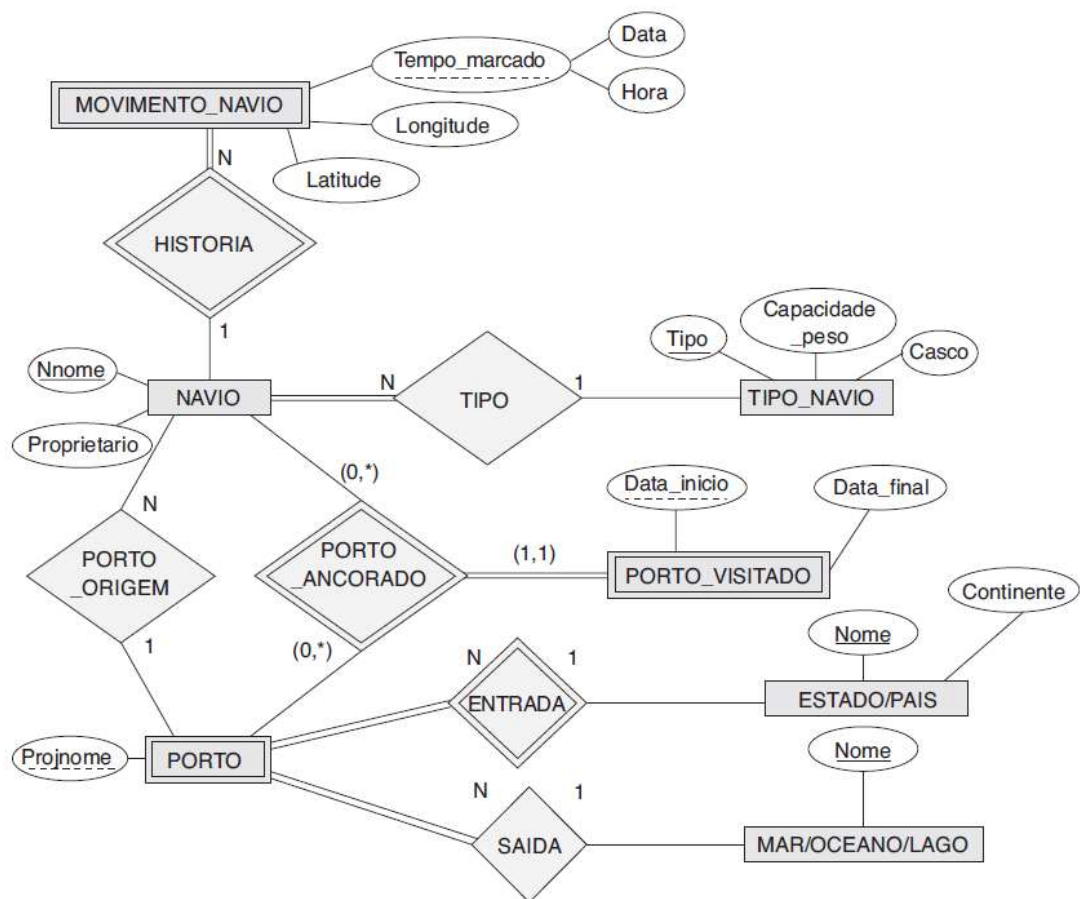 Data
Tempo_marcado
Hora
MOVIMENTO_NAVIO
Longitude
N
Latitude
HISTORIA
1
Capacidade
_peso
Tipo
Casco
Nnome
NAVIO
N
TIPO
1
TIPO_NAVIO
Proprietario
(0,*)
Data_inicio
Data_final
N
PORTO
_ORIGEM
PORTO
_ANCORADO
(1,1)
PORTO_VISITADO
Continente
1
(0,*)
Nome
N
1
ENTRADA
ESTADO/PAIS
Projnome
PORTO
Nome
N
1
SAIDA
MAR/OCEANO/LAGO